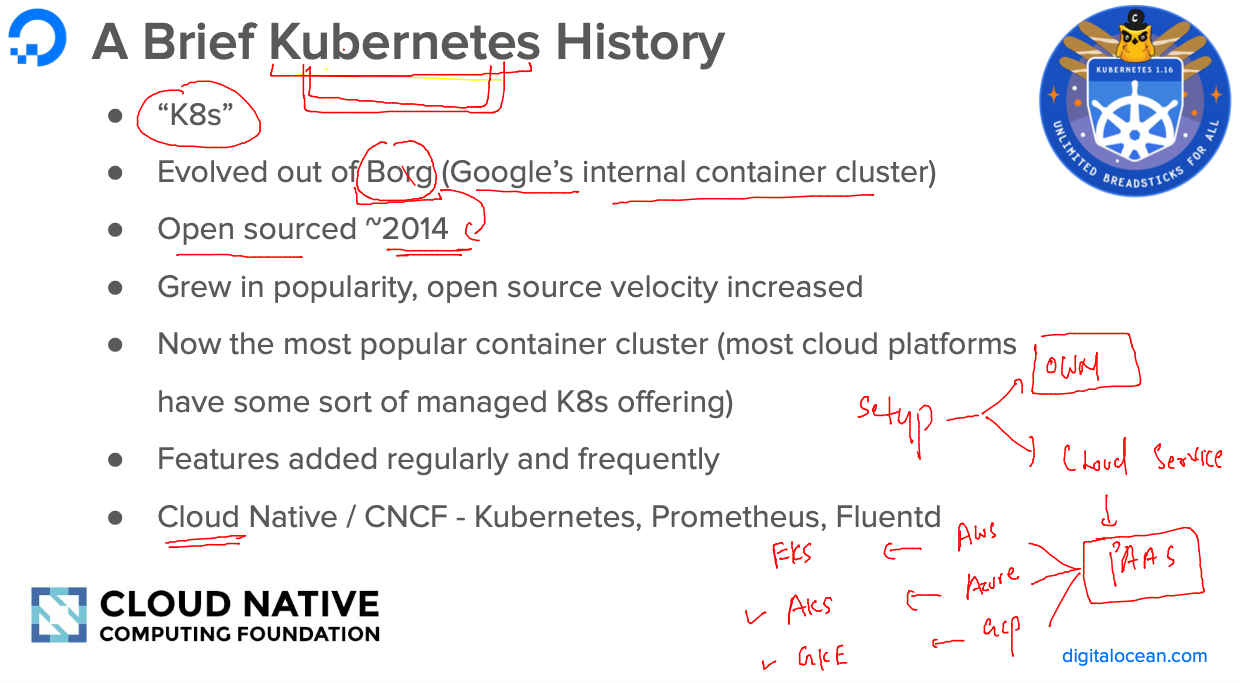 A Brief Kubernetes History
C
KUBERNETES 1.16
UNLIMITED BREADSTICKS FOR ALL
● “K8s”
● Evolved out of Borg (Google’s internal container cluster)
● Open sourced ~2014
● Grew in popularity, open source velocity increased
● Now the most popular container cluster (most cloud platforms
have some sort of managed K8s offering)
● Features added regularly and frequently
● Cloud Native / CNCF - Kubernetes, Prometheus, Fluentd
Setup
OWN
Cloud Service
PAAS
AWS
EKS
Azure
AKS
GCP
GKE
CLOUD NATIVE
COMPUTING FOUNDATION
digitalocean.com